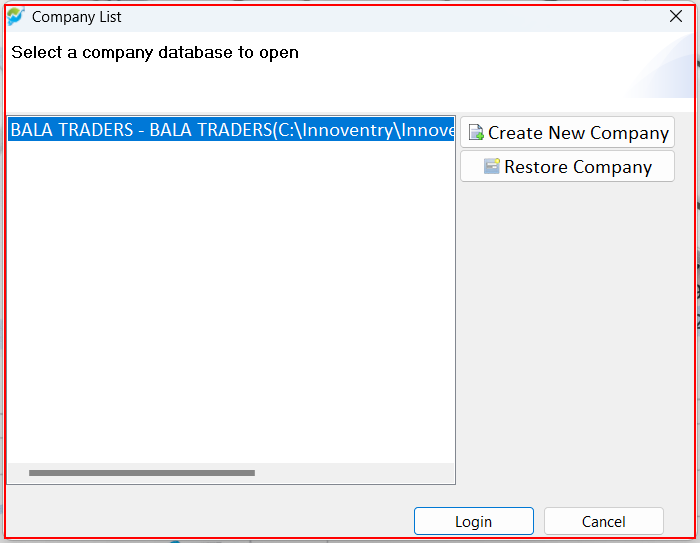 Company List
Select a company database to open
BALA TRADERS - BALA TRADERS(C:\Innoventry\Innove
Create New Company
Restore Company
Login
Cancel